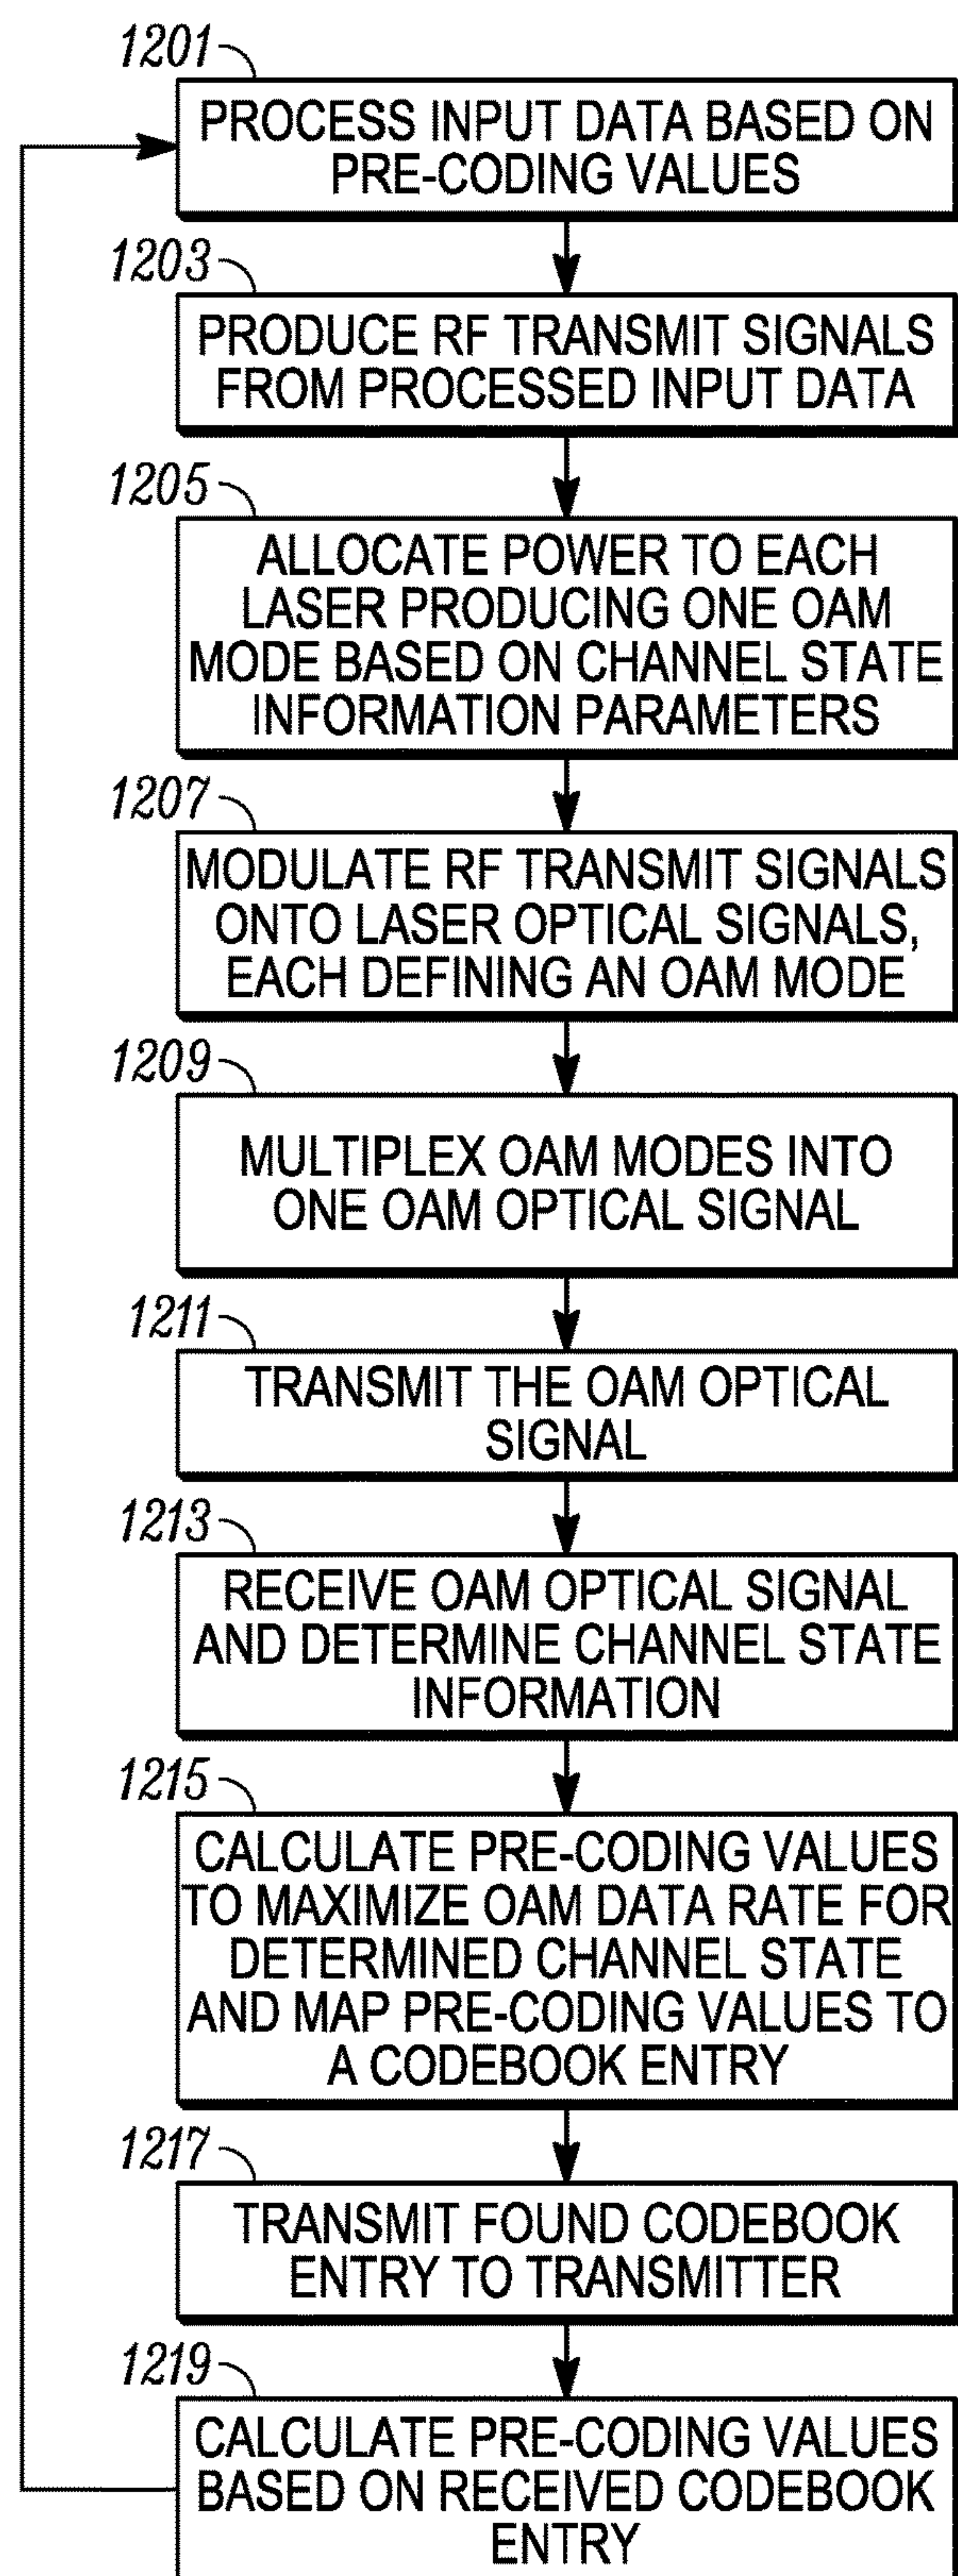 1201
PROCESS INPUT DATA BASED ON
PRE-CODING VALUES
1203
PRODUCE RF TRANSMIT SIGNALS
FROM PROCESSED INPUT DATA
1205
ALLOCATE POWER TO EACH
LASER PRODUCING ONE OAM
MODE BASED ON CHANNEL STATE
INFORMATION PARAMETERS
1207
MODULATE RF TRANSMIT SIGNALS
ONTO LASER OPTICAL SIGNALS,
EACH DEFINING AN OAM MODE
1209
MULTIPLEX OAM MODES INTO
ONE OAM OPTICAL SIGNAL
1211
TRANSMIT THE OAM OPTICAL
SIGNAL
1213
RECEIVE OAM OPTICAL SIGNAL
AND DETERMINE CHANNEL STATE
INFORMATION
1215
CALCULATE PRE-CODING VALUES
TO MAXIMIZE OAM DATA RATE FOR
DETERMINED CHANNEL STATE
AND MAP PRE-CODING VALUES TO
A CODEBOOK ENTRY
1217
TRANSMIT FOUND CODEBOOK
ENTRY TO TRANSMITTER
1219
CALCULATE PRE-CODING VALUES
BASED ON RECEIVED CODEBOOK
ENTRY